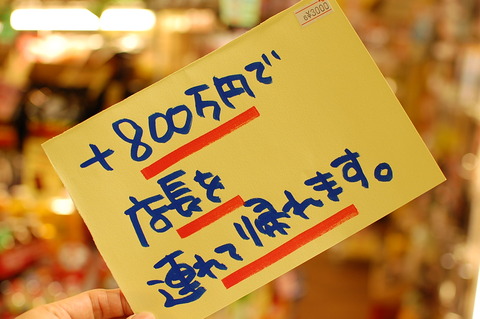 ¥3000
+800万円で
店長を
連れて帰れます。